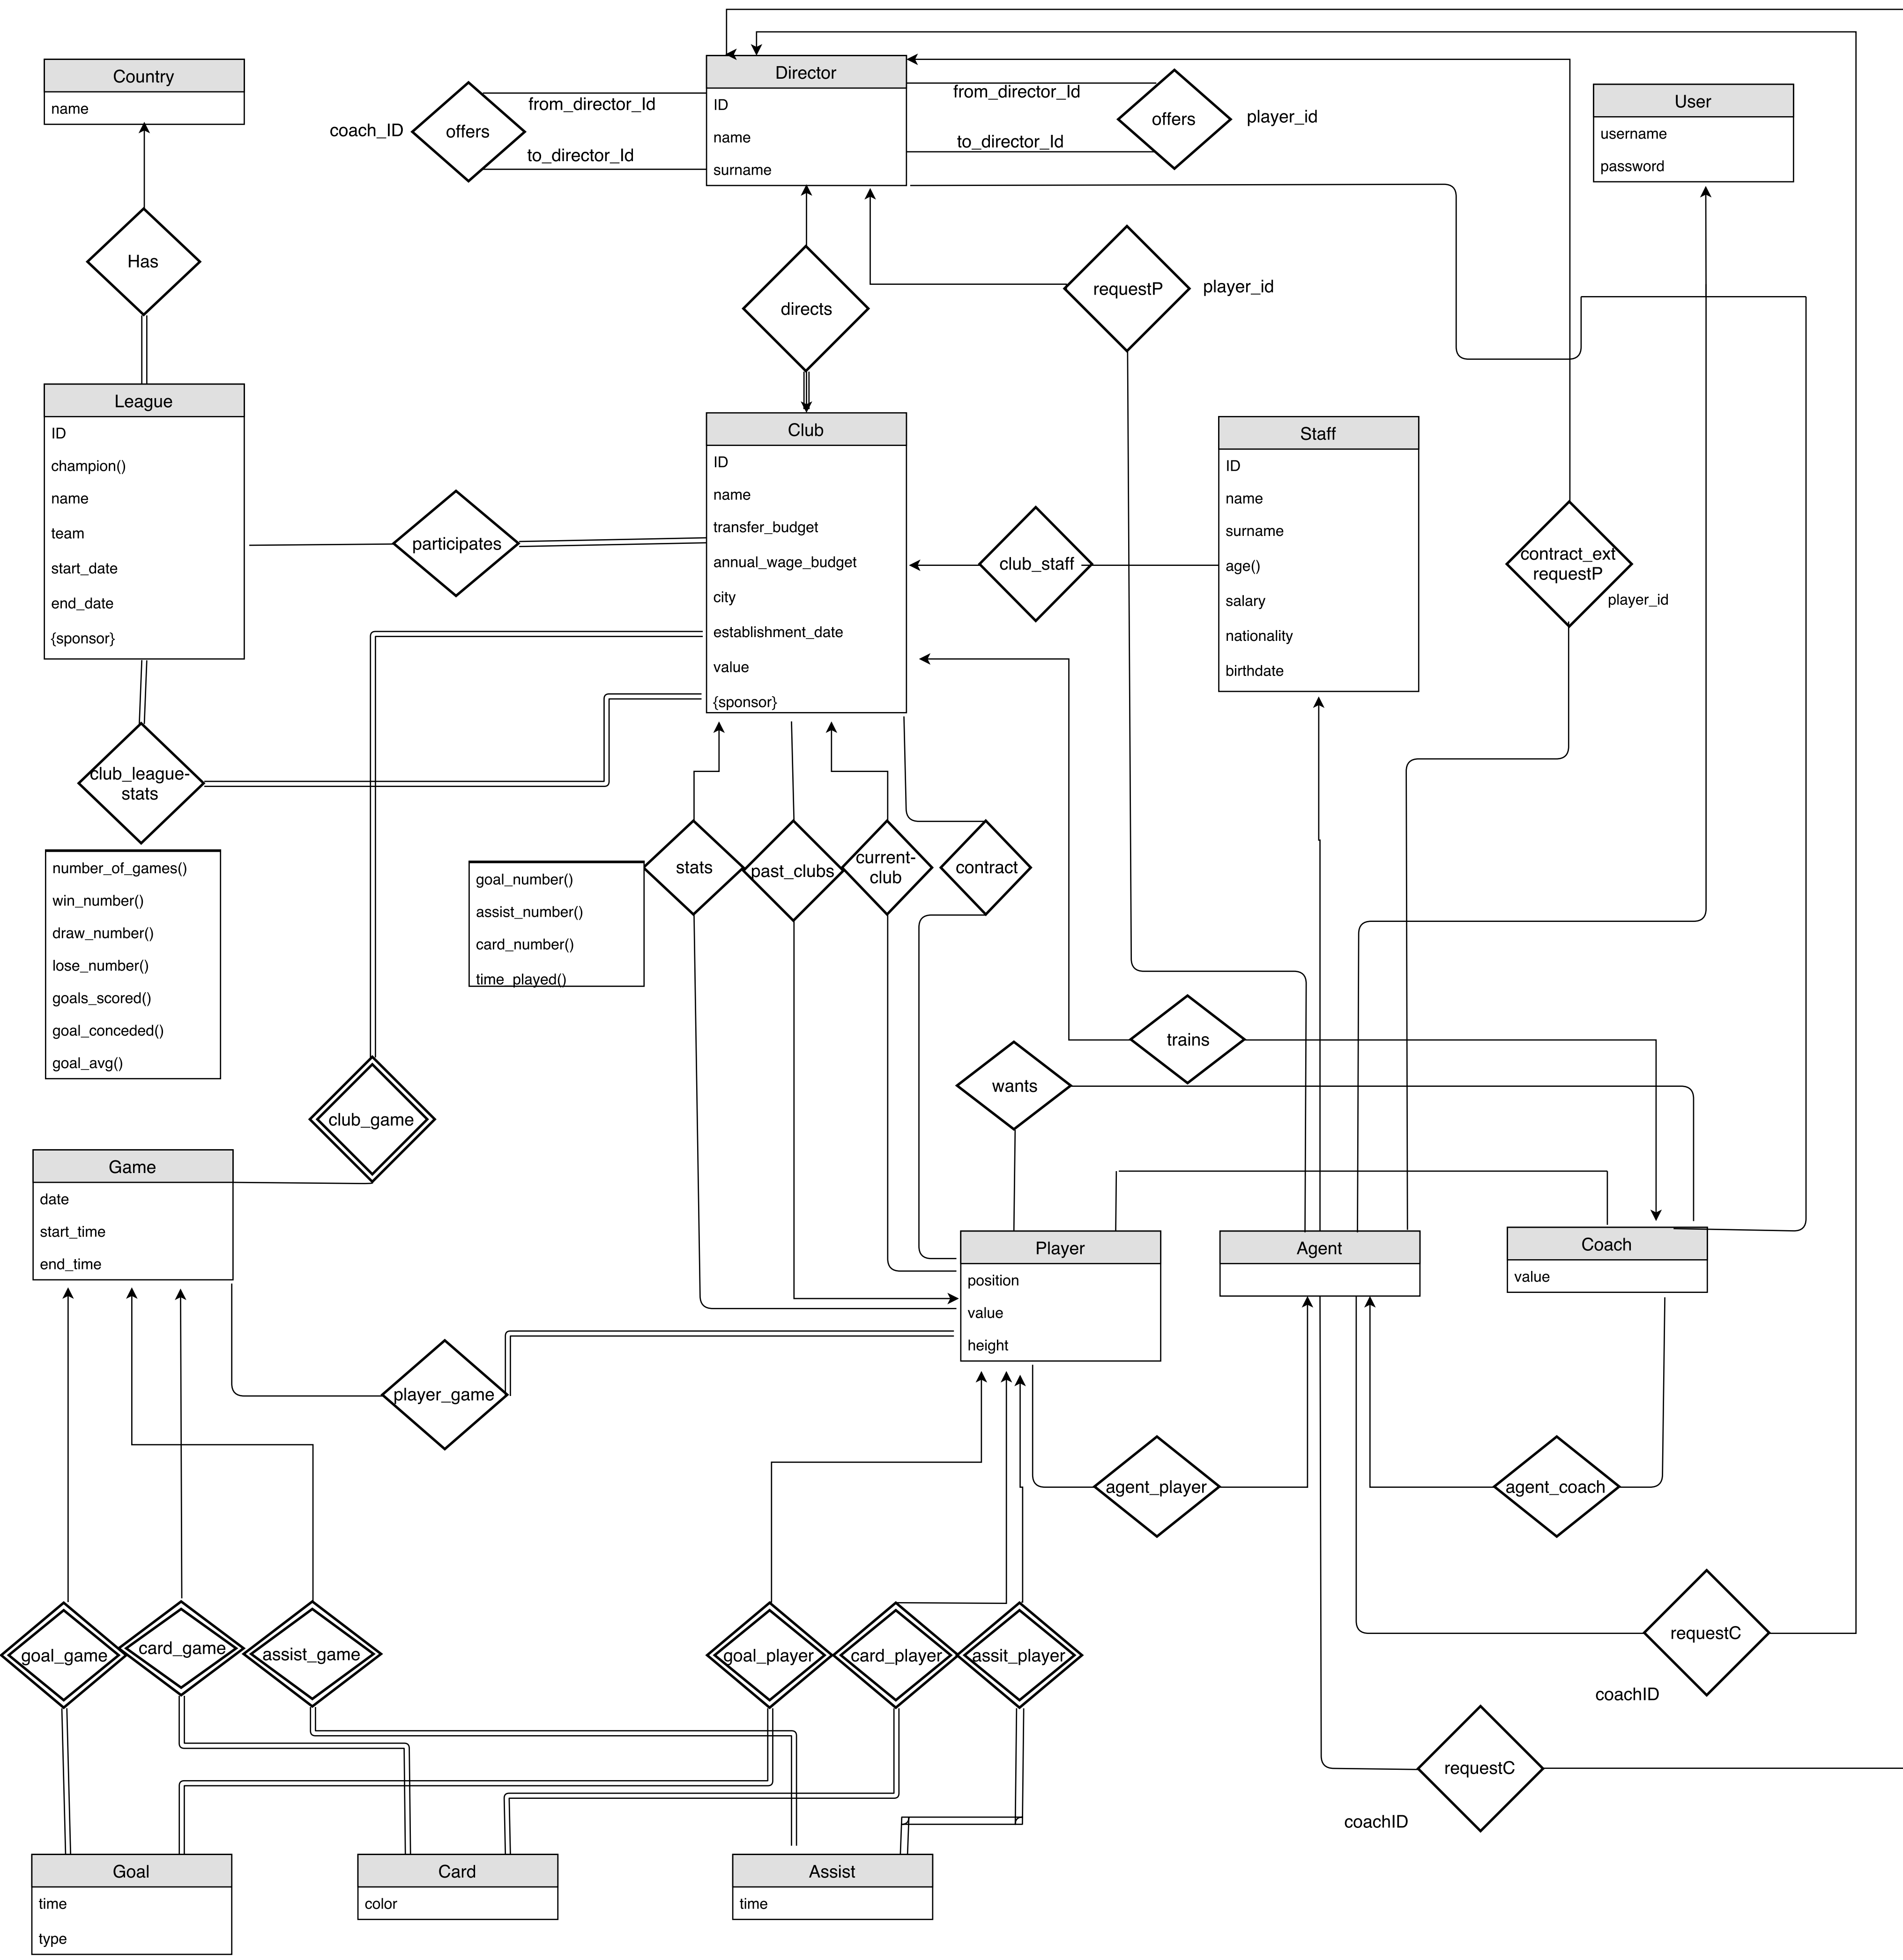 Country
name
Has
coach_ID
offers
from_director_Id
to_director_Id
Director
ID
name
surname
from_director_Id
to_director_Id
offers
player_id
User
username
password
directs
requestP
player_id
League
ID
champion()
name
team
start_date
end_date
{sponsor}
participates
Club
ID
name
transfer_budget
annual_wage_budget
city
establishment_date
value
{sponsor}
club_staff
Staff
ID
name
surname
age()
salary
nationality
birthdate
contract_ext
requestP
player_id
club_league-
stats
number_of_games()
win_number()
draw_number()
lose_number()
goals_scored()
goal_conceded()
goal_avg()
goal_number()
assist_number()
card_number()
time_played()
stats
past_clubs
current-
club
contract
trains
wants
club_game
Game
date
start_time
end_time
Player
position
value
height
Agent
Coach
value
player_game
agent_player
agent_coach
goal_game
card_game
assist_game
goal_player
card_player
assit_player
requestC
coachID
requestC
coachID
Goal
time
type
Card
color
Assist
time